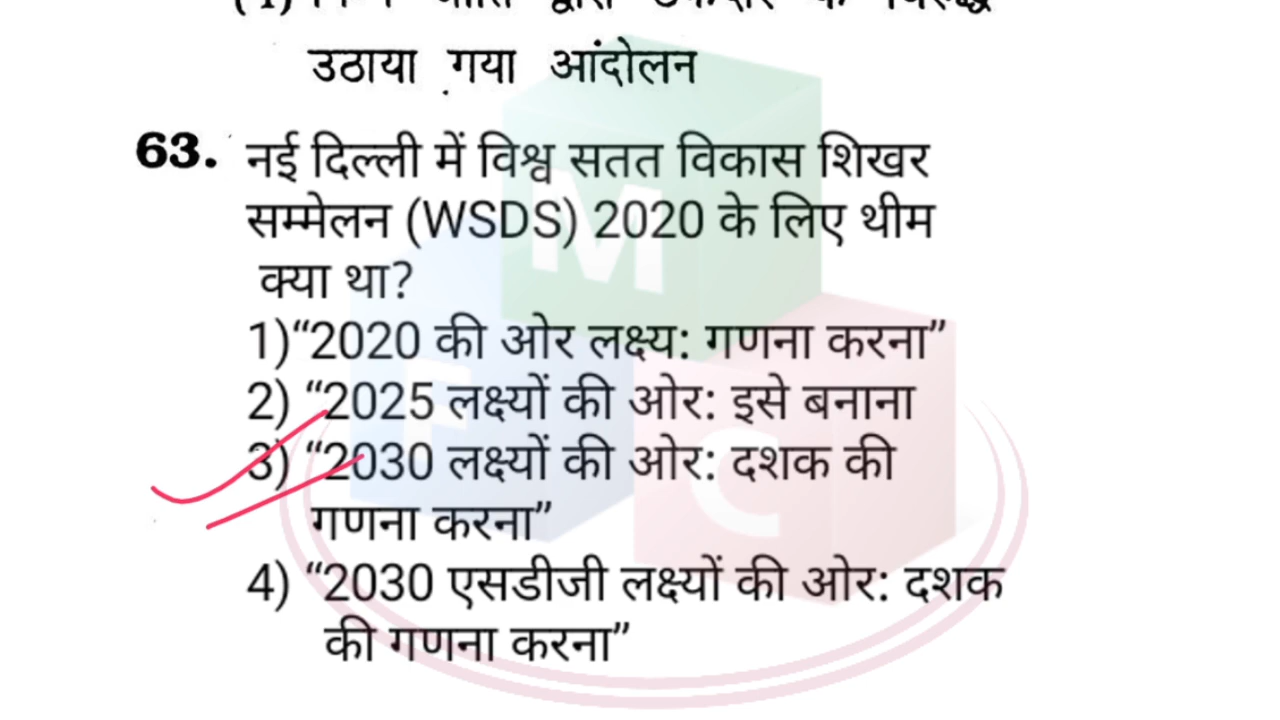 उठाया गया आंदोलन
63. नई दिल्ली में विश्व सतत विकास शिखर
सम्मेलन (WSDS) 2020 के लिए थीम
क्या था?
1)“2020 की ओर लक्ष्य: गणना करना”
2) “2025 लक्ष्यों की ओर: इसे बनाना
3) “2030 लक्ष्यों की ओर: दशक की
गणना करना”
4) “2030 एसडीजी लक्ष्यों की ओर: दशक
की गणना करना”
M
F
C